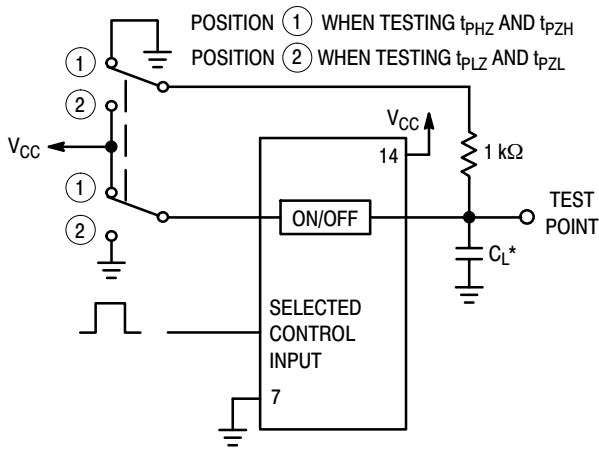 POSITION 1 WHEN TESTING tPHZ AND tPZH
POSITION 2 WHEN TESTING tPLZ AND tPZL
1
2
VCC
1
2
VCC
14
1 kΩ
ON/OFF
TEST
POINT
CL*
SELECTED
CONTROL
INPUT
7